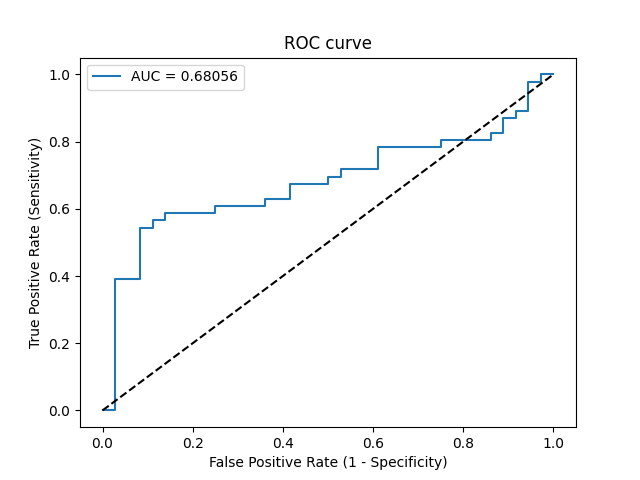 ROC curve
AUC = 0.68056
True Positive Rate (Sensitivity)
1.0
0.8
0.6
0.4
0.2
0.0
0.0 0.2 0.4 0.6 0.8 1.0
False Positive Rate (1 - Specificity)